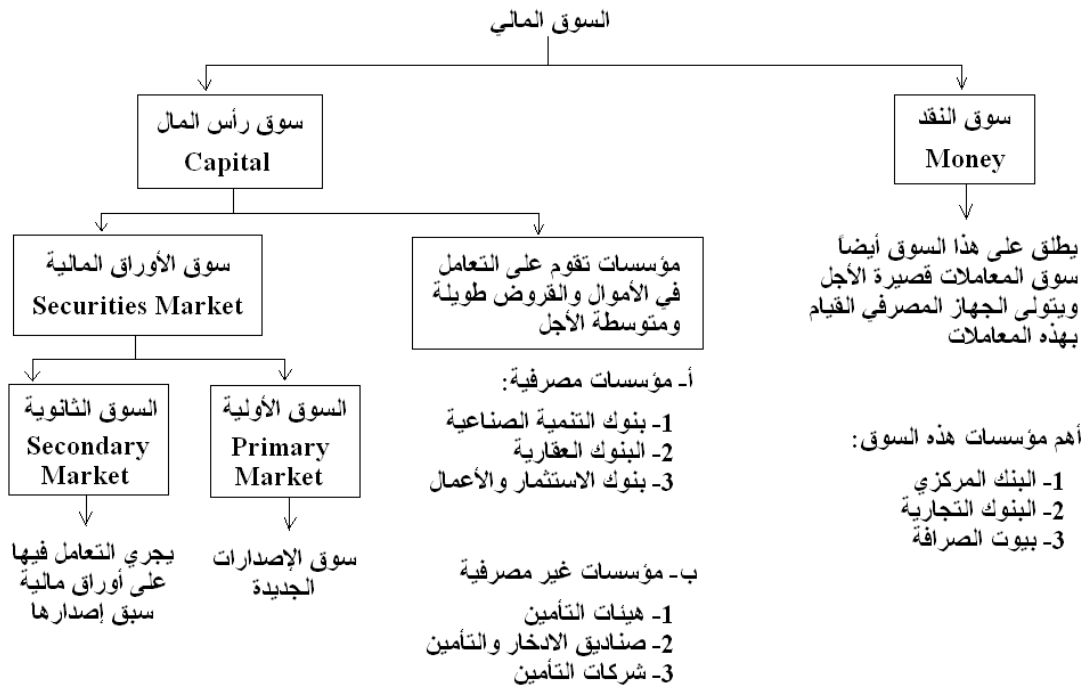 السوق المالي
سوق النقد
Money
يطلق على هذا السوق أيضاً
سوق المعاملات قصيرة الأجل
ويتولى الجهاز المصرفي القيام
بهذه المعاملات
أهم مؤسسات هذه السوق:
1- البنك المركزي
2- البنوك التجارية
3- بيوت الصرافة
سوق رأس المال
Capital
مؤسسات تقوم على التعامل
في الأموال والقروض طويلة
ومتوسطة الأجل
أ- مؤسسات مصرفية:
1- بنوك التنمية الصناعية
2- البنوك العقارية
3- بنوك الاستثمار والأعمال
ب- مؤسسات غير مصرفية
1- هيئات التأمين
2- صناديق الادخار والتأمين
3- شركات التأمين
سوق الأوراق المالية
Securities Market
السوق الأولية
Primary
Market
سوق الإصدارات
الجديدة
السوق الثانوية
Secondary
Market
يجري التعامل فيها
على أوراق مالية
سبق إصدارها